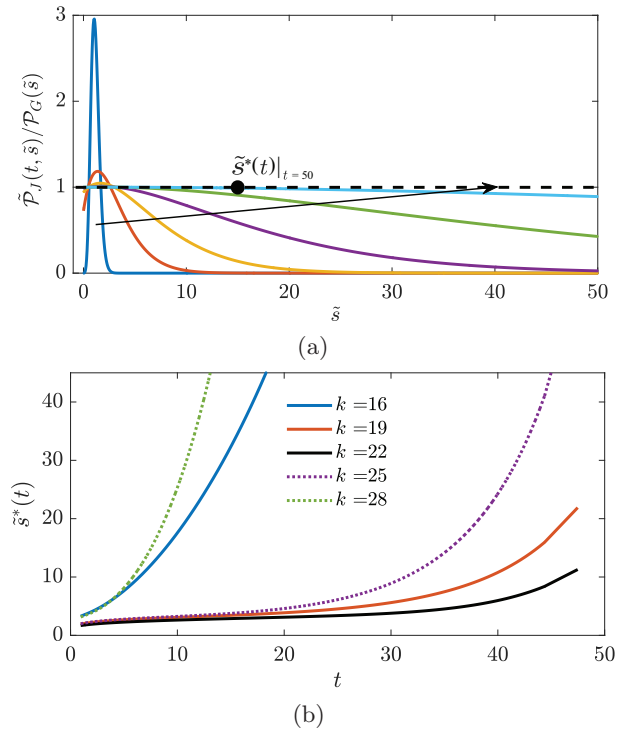 3
2
1
0
P̃_J(t, s̃)/P_G(s̃)
s̃*(t)|_{t=50}
0 10 20 30 40 50
s̃
(a)
40
30
20
10
0
s̃*(t)
k =16
k =19
k =22
k =25
k =28
0 10 20 30 40 50
t
(b)